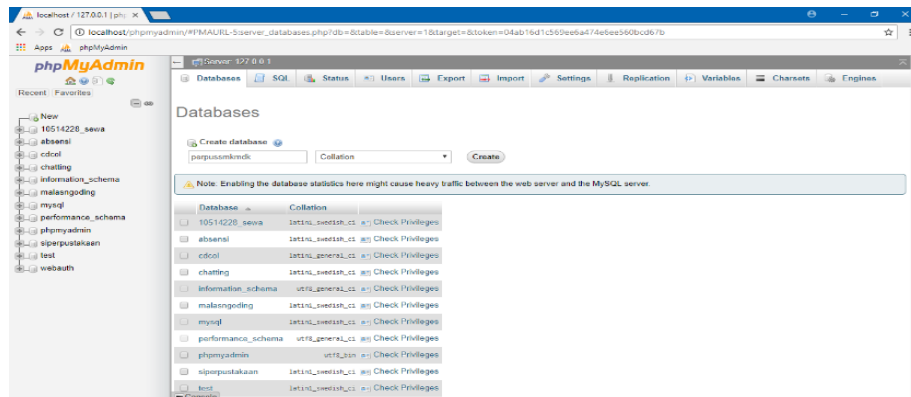 localhost / 127.0.0.1 | php
localhost/phpmyadmin/#PMAURL-5:server_databases.php?db=&table=&server=1&target=&token=04ab16d1c569ee6a474e6ee560bcd67b
Apps phpMyAdmin
phpMyAdmin
Recent Favorites
New
10514228_sewa
absensi
cdcol
chatting
information_schema
malasngoding
mysql
performance_schema
phpmyadmin
siperpustakaan
test
webauth
Server: 127.0.0.1
Databases SQL Status Users Export Import Settings Replication Variables Charsets Engines
Databases
Create database
perpussmkmdk Collation Create
Note: Enabling the database statistics here might cause heavy traffic between the web server and the MySQL server.
Database Collation
10514228_sewa latin1_swedish_ci Check Privileges
absensi latin1_swedish_ci Check Privileges
cdcol latin1_general_ci Check Privileges
chatting latin1_swedish_ci Check Privileges
information_schema utf8_general_ci Check Privileges
malasngoding latin1_swedish_ci Check Privileges
mysql latin1_swedish_ci Check Privileges
performance_schema utf8_general_ci Check Privileges
phpmyadmin utf8_bin Check Privileges
siperpustakaan latin1_swedish_ci Check Privileges
test latin1_swedish_ci Check Privileges
Console